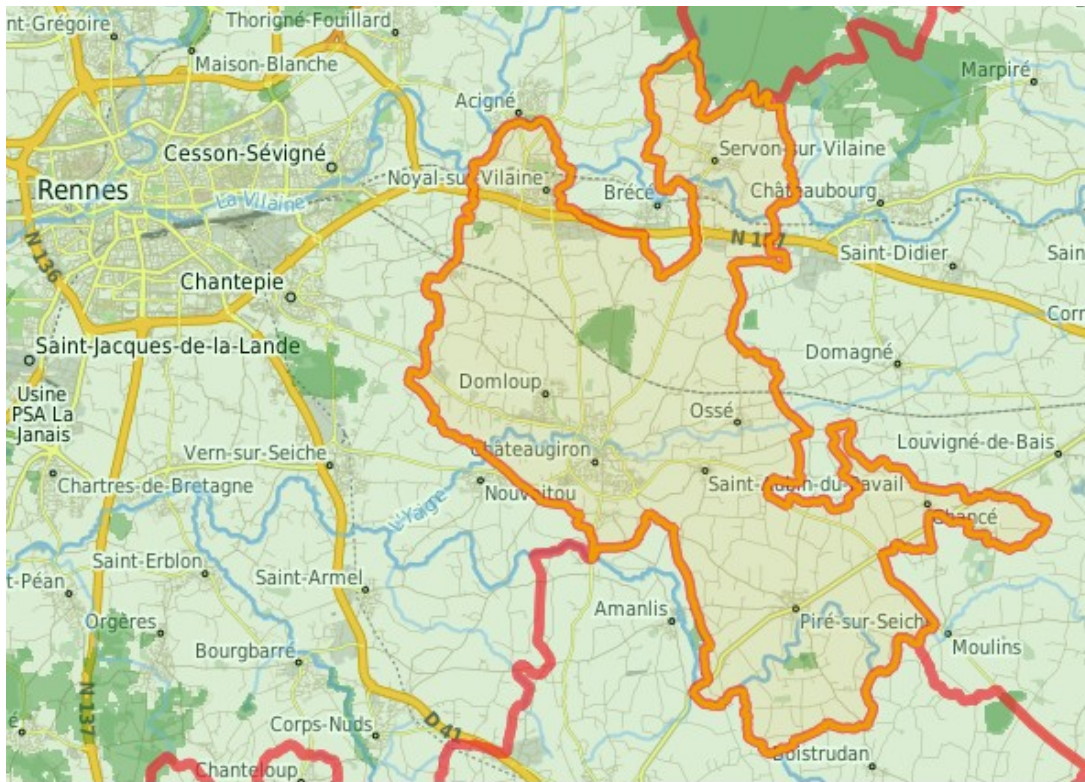 nt-Grégoire
Thorigné-Fouillard
Maison-Blanche
Marpiré
Acigné
Cesson-Sévigné
Servon-sur-Vilaine
Rennes
Noyal-sur-Vilaine
Brécé
Châteaubourg
La Vilaine
N 136
N 157
Saint-Didier
Sain
Chantepie
Corn
Saint-Jacques-de-la-Lande
Domagné
Usine
PSA La
Janais
Domloup
Ossé
Louvigné-de-Bais
Vern-sur-Seiche
Châteaugiron
Chartres-de-Bretagne
Nouvoitou
Saint-Aubin-du-Pavail
L'Yaigne
Chancé
Saint-Erblon
t-Péan
Saint-Armel
Amanlis
Piré-sur-Seich
Orgères
Bourgbarré
Moulins
N 137
é
Corps-Nuds
D 41
Boistrudan
Chanteloup